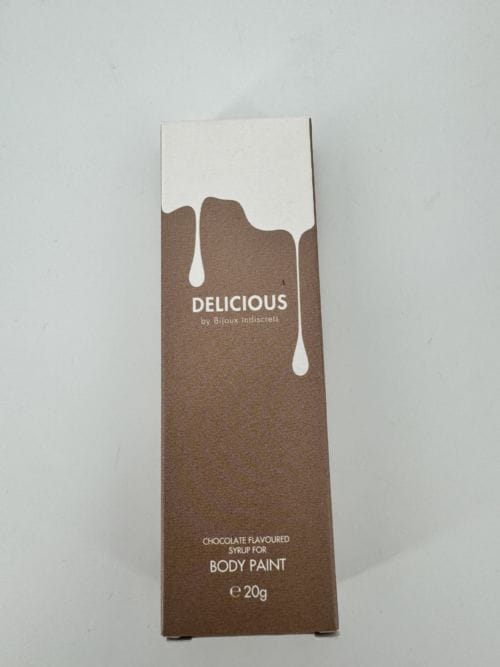 DELICIOUS
by Bijoux Indiscrets
CHOCOLATE FLAVOURED
SYRUP FOR
BODY PAINT
℮ 20g